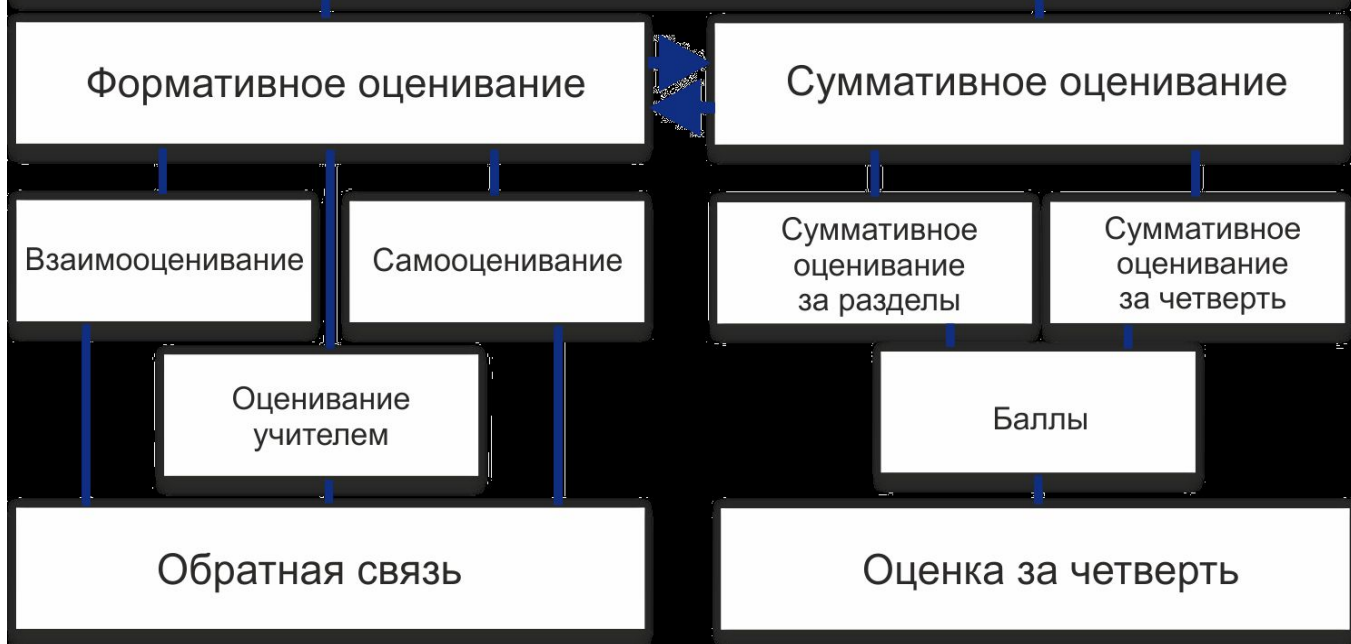 Формативное оценивание
Суммативное оценивание
Взаимооценивание
Самооценивание
Суммативное
оценивание
за разделы
Суммативное
оценивание
за четверть
Оценивание
учителем
Баллы
Обратная связь
Оценка за четверть